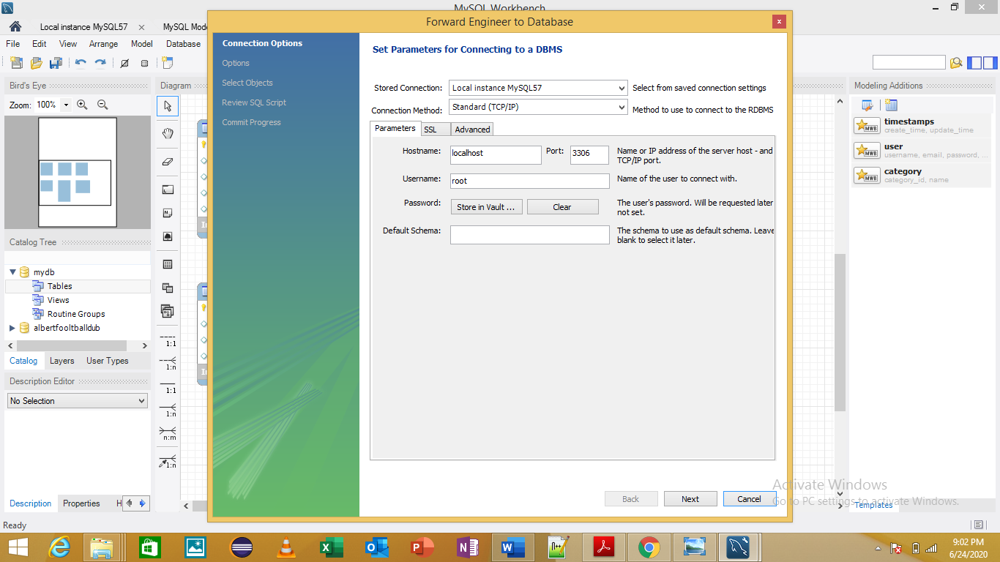 MySQL Workbench
Local instance MySQL57
MySQL Mod
File Edit View Arrange Model Database
Bird's Eye
Zoom: 100%
Catalog Tree
mydb
Tables
Views
Routine Groups
albertfooltballdub
Catalog Layers User Types
Description Editor
No Selection
Description Properties H
Ready
Diagram
1:1
1:n
1:1
1:n
n:m
1:n
Forward Engineer to Database
Connection Options
Options
Select Objects
Review SQL Script
Commit Progress
Set Parameters for Connecting to a DBMS
Stored Connection: Local instance MySQL57 Select from saved connection settings
Connection Method: Standard (TCP/IP) Method to use to connect to the RDBMS
Parameters SSL Advanced
Hostname: localhost Port: 3306 Name or IP address of the server host - and
TCP/IP port.
Username: root Name of the user to connect with.
Password: Store in Vault ... Clear The user's password. Will be requested later
not set.
Default Schema: The schema to use as default schema. Leave
blank to select it later.
Back Next Cancel
Modeling Additions
timestamps
create_time, update_time
user
username, email, password, ...
category
category_id, name
MWB
MWB
MWB
Templates
Activate Windows
Go to PC settings to activate Windows.
9:02 PM
6/24/2020